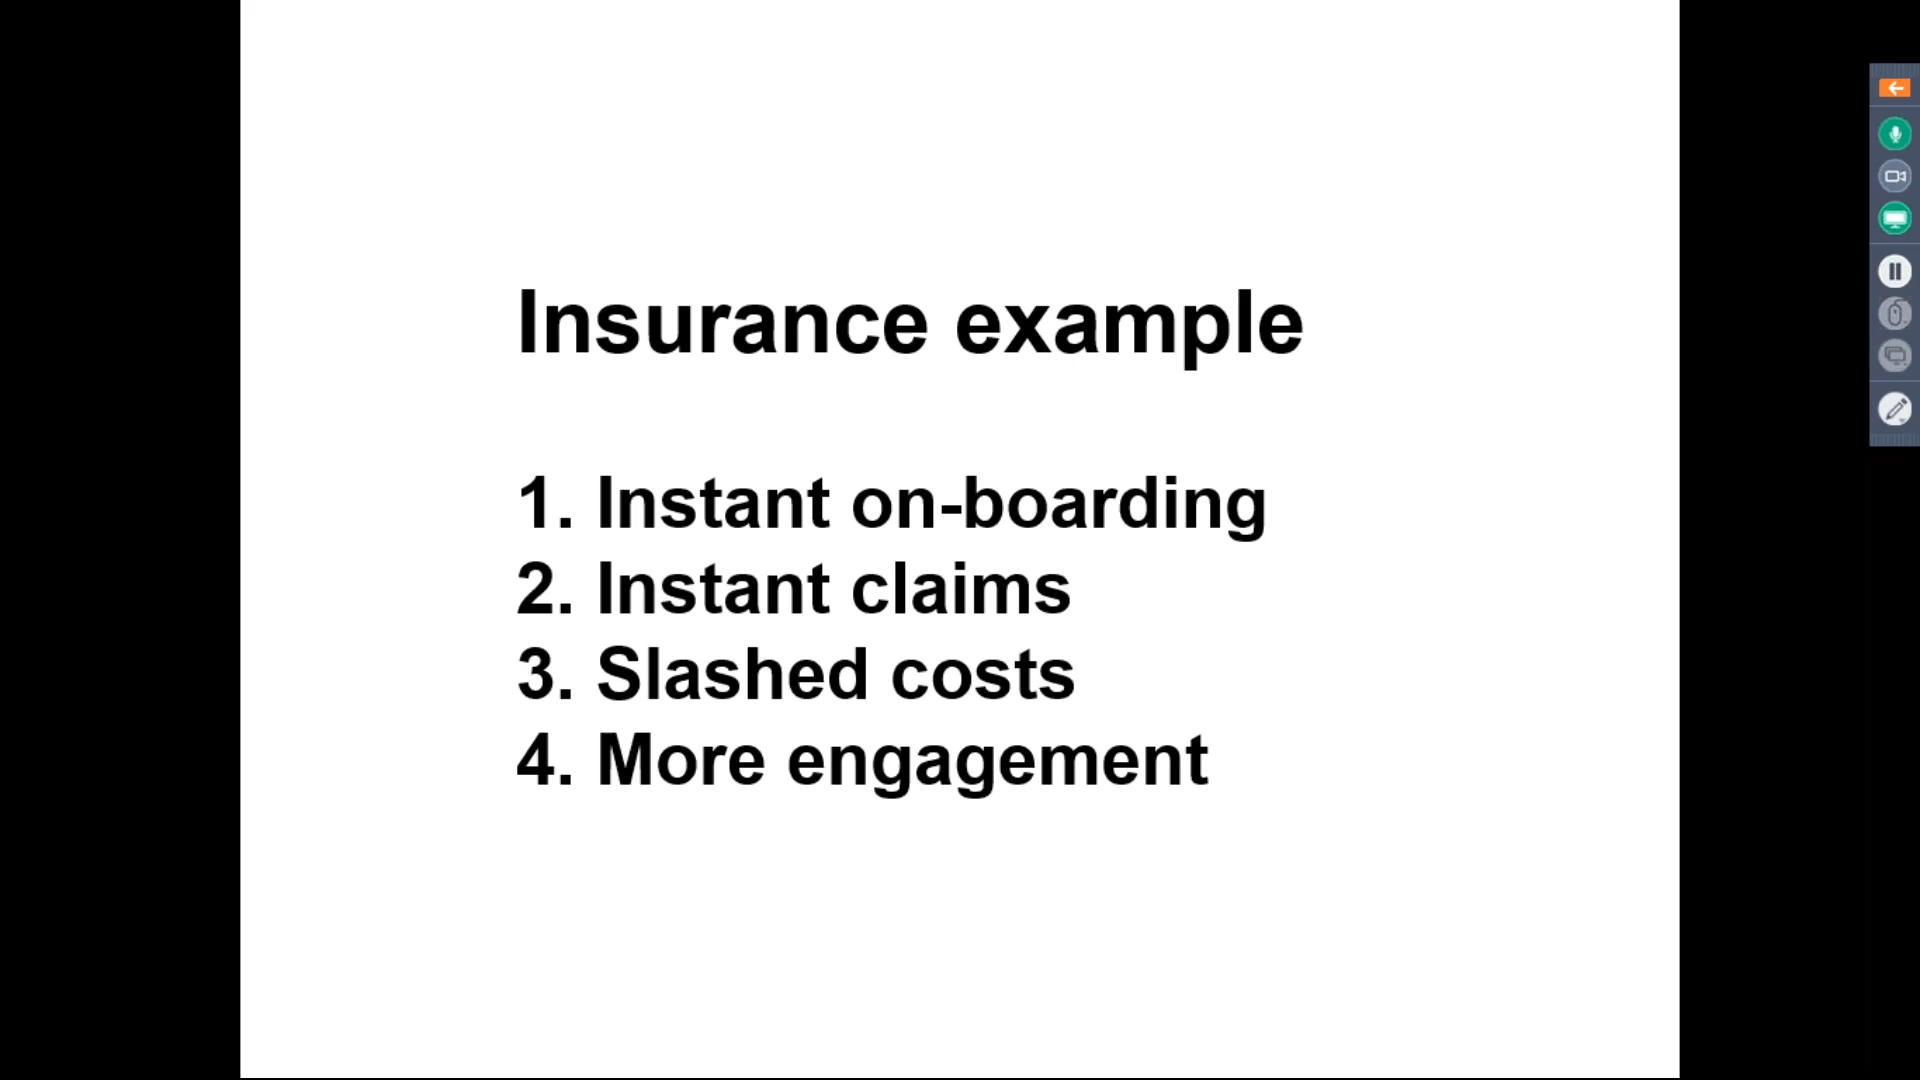 Insurance example
1. Instant on-boarding
2. Instant claims
3. Slashed costs
4. More engagement